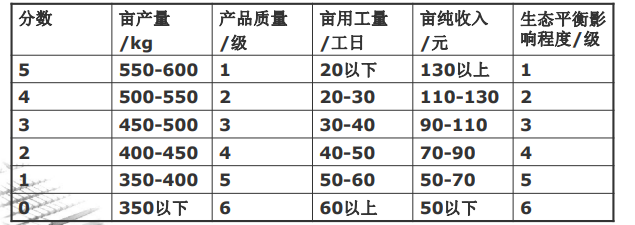 分数 亩产量/kg 产品质量/级 亩用工量/工日 亩纯收入/元 生态平衡影响程度/级
5 550-600 1 20以下 130以上 1
4 500-550 2 20-30 110-130 2
3 450-500 3 30-40 90-110 3
2 400-450 4 40-50 70-90 4
1 350-400 5 50-60 50-70 5
0 350以下 6 60以上 50以下 6